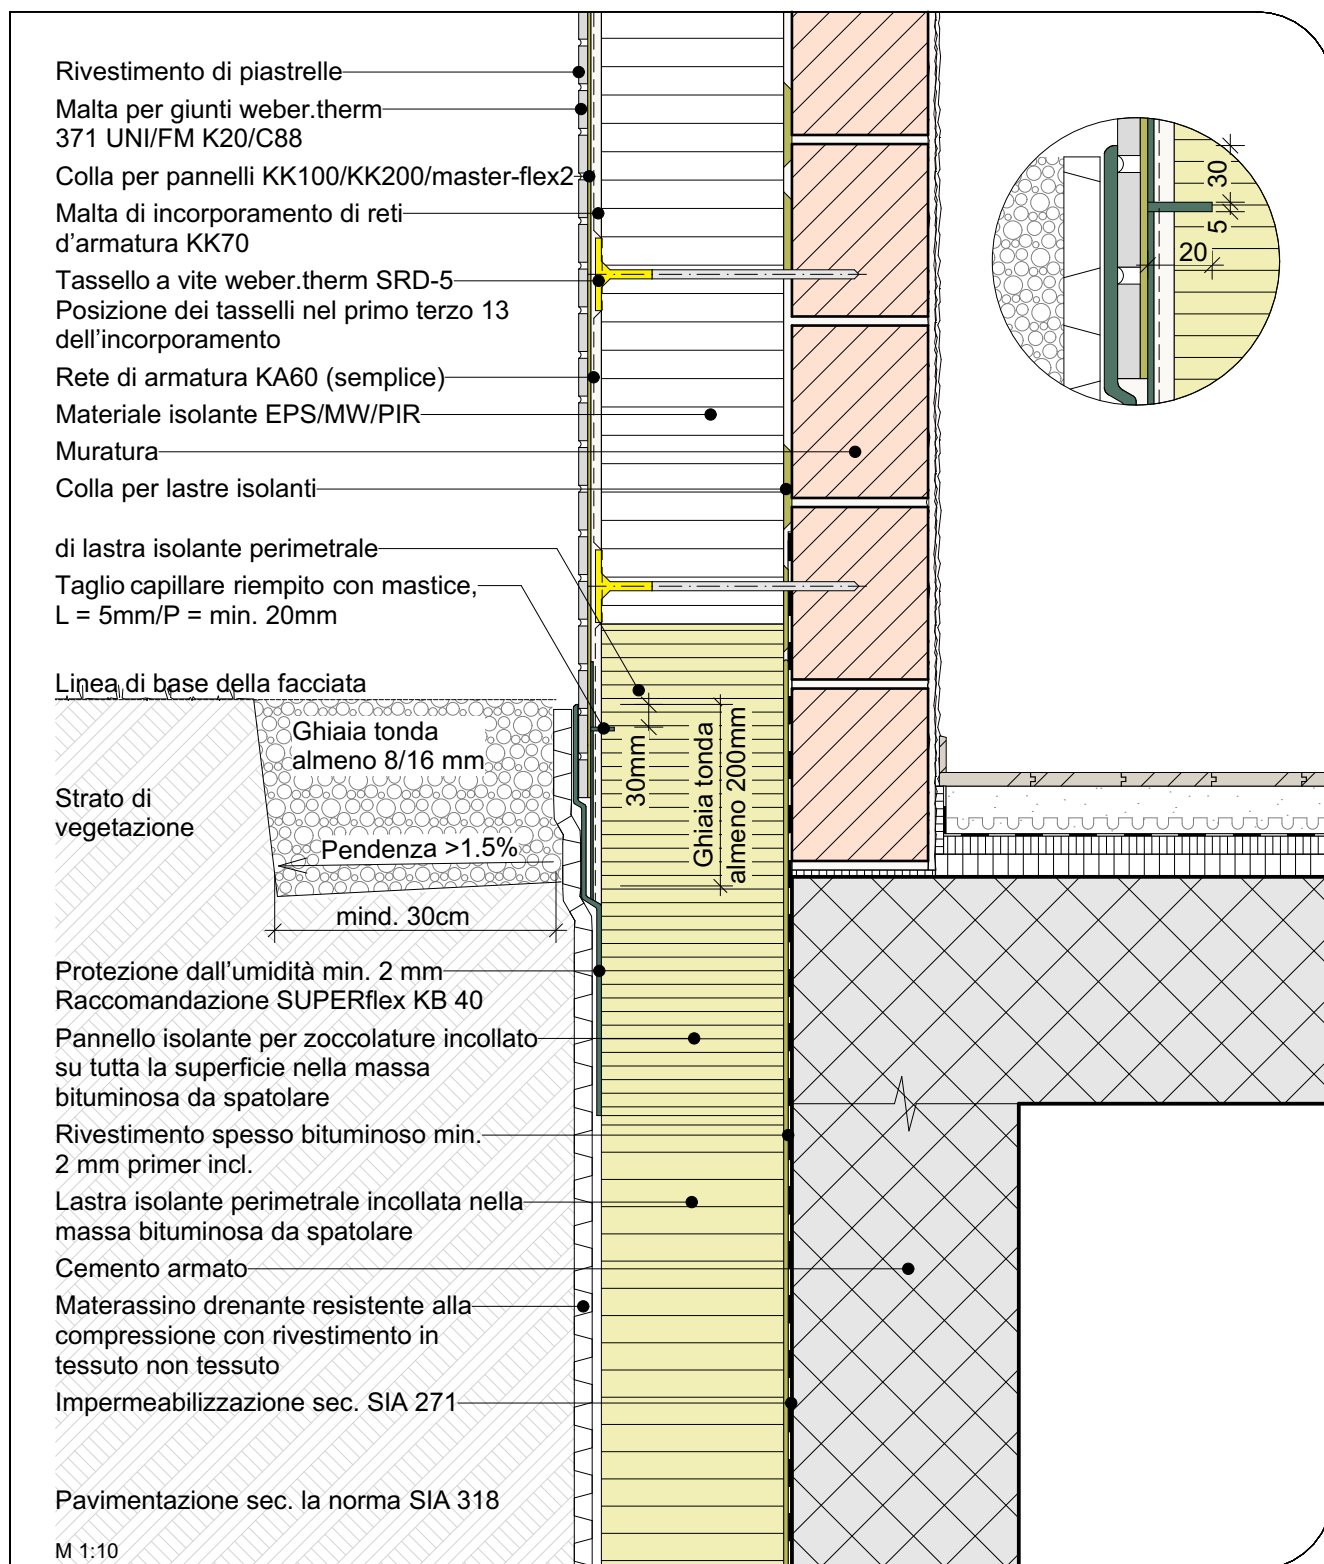 Rivestimento di piastrelle
Malta per giunti weber.therm
371 UNI/FM K20/C88
Colla per pannelli KK100/KK200/master-flex2
Malta di incorporamento di reti
d’armatura KK70
Tassello a vite weber.therm SRD-5
Posizione dei tasselli nel primo terzo 13
dell’incorporamento
Rete di armatura KA60 (semplice)
Materiale isolante EPS/MW/PIR
Muratura
Colla per lastre isolanti
di lastra isolante perimetrale
Taglio capillare riempito con mastice,
L = 5mm/P = min. 20mm
Linea di base della facciata
Ghiaia tonda
almeno 8/16 mm
Strato di
vegetazione
Pendenza >1.5%
mind. 30cm
30mm
Ghiaia tonda
almeno 200mm
Protezione dall’umidità min. 2 mm
Raccomandazione SUPERflex KB 40
Pannello isolante per zoccolature incollato
su tutta la superficie nella massa
bituminosa da spatolare
Rivestimento spesso bituminoso min.
2 mm primer incl.
Lastra isolante perimetrale incollata nella
massa bituminosa da spatolare
Cemento armato
Materassino drenante resistente alla
compressione con rivestimento in
tessuto non tessuto
Impermeabilizzazione sec. SIA 271
Pavimentazione sec. la norma SIA 318
M 1:10
30
5
20